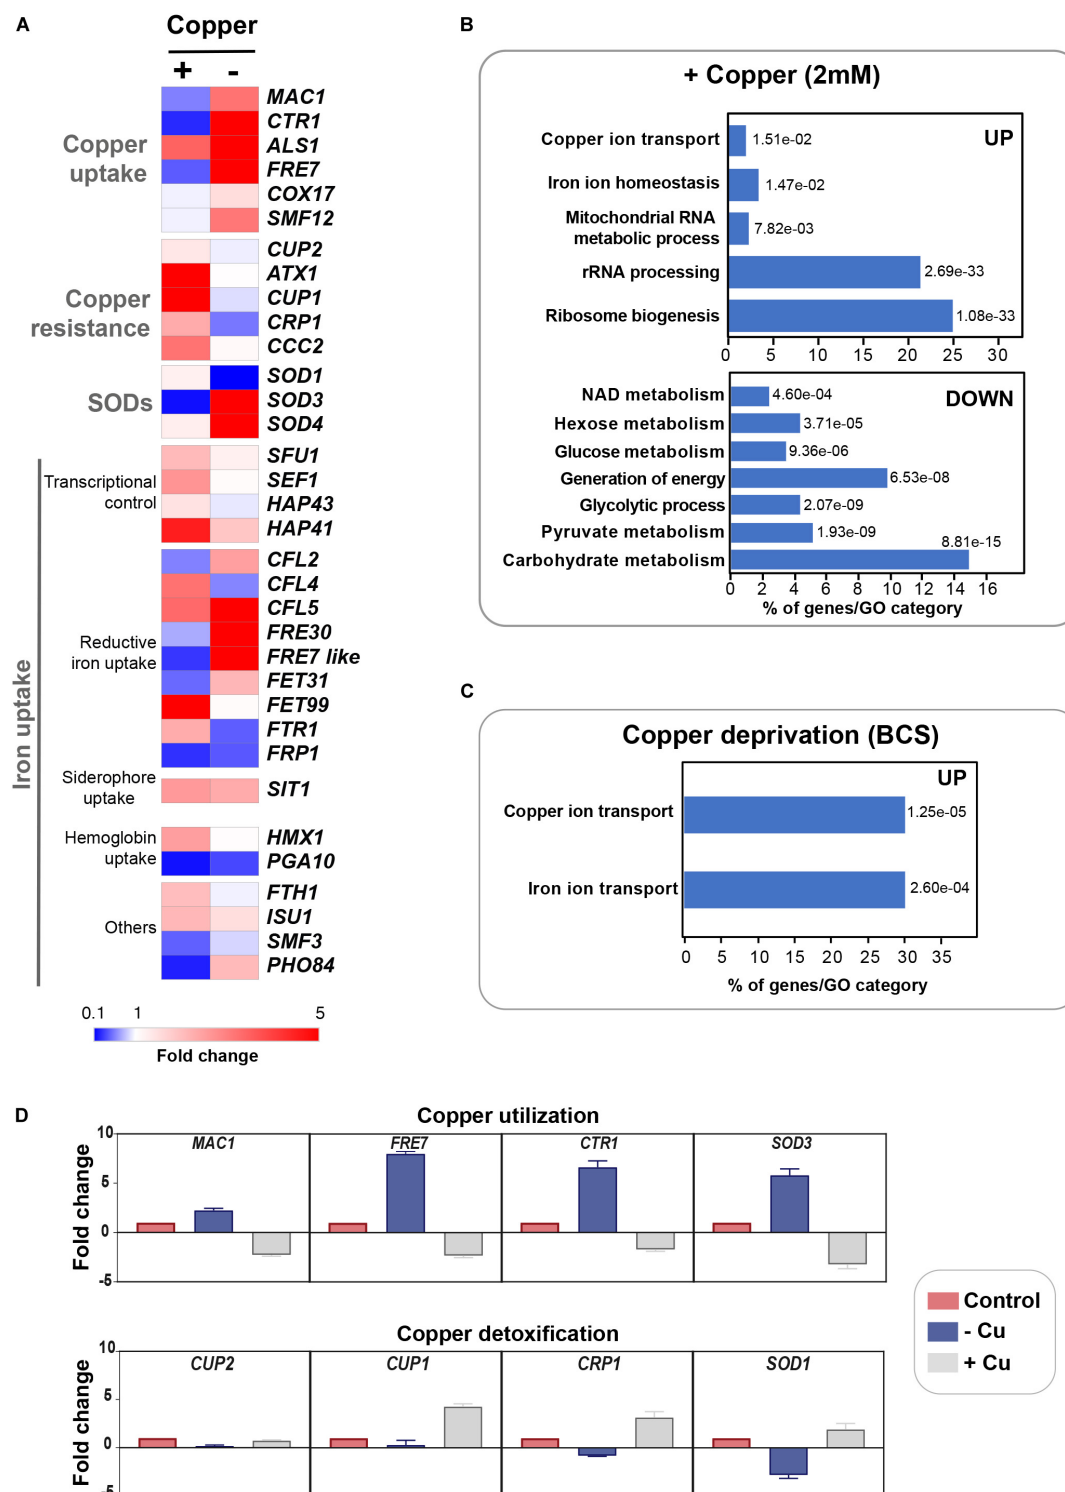 A
Copper
+ -
Copper
uptake
MAC1
CTR1
ALS1
FRE7
COX17
SMF12
Copper
resistance
CUP2
ATX1
CUP1
CRP1
CCC2
SODs
SOD1
SOD3
SOD4
Iron uptake
Transcriptional
control
SFU1
SEF1
HAP43
HAP41
Reductive
iron uptake
CFL2
CFL4
CFL5
FRE30
FRE7 like
FET31
FET99
FTR1
FRP1
Siderophore
uptake
SIT1
Hemoglobin
uptake
HMX1
PGA10
Others
FTH1
ISU1
SMF3
PHO84
0.1 1 5
Fold change
B
+ Copper (2mM)
UP
Copper ion transport 1.51e-02
Iron ion homeostasis 1.47e-02
Mitochondrial RNA
metabolic process 7.82e-03
rRNA processing 2.69e-33
Ribosome biogenesis 1.08e-33
0 5 10 15 20 25 30
DOWN
NAD metabolism 4.60e-04
Hexose metabolism 3.71e-05
Glucose metabolism 9.36e-06
Generation of energy 6.53e-08
Glycolytic process 2.07e-09
Pyruvate metabolism 1.93e-09
Carbohydrate metabolism 8.81e-15
0 2 4 6 8 10 12 14 16
% of genes/GO category
C
Copper deprivation (BCS)
UP
Copper ion transport 1.25e-05
Iron ion transport 2.60e-04
0 5 10 15 20 25 30 35
% of genes/GO category
D
Copper utilization
Fold change
10
5
0
-5
MAC1 FRE7 CTR1 SOD3
Copper detoxification
Fold change
10
5
0
-5
CUP2 CUP1 CRP1 SOD1
Control
- Cu
+ Cu